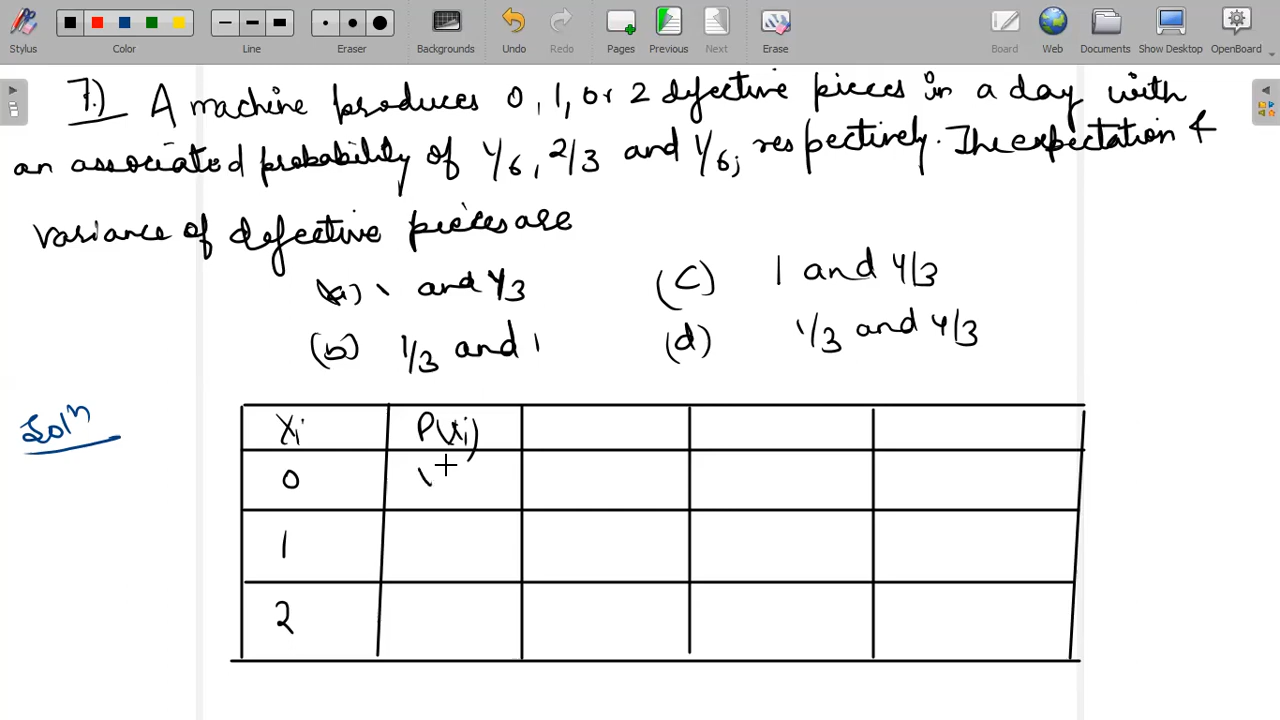 Stylus Color Line Eraser Backgrounds Undo Redo Pages Previous Next Erase Board Web Documents Show Desktop OpenBoard
7.) A machine produces 0, 1, or 2 defective pieces in a day with
an associated probability of 1/6, 2/3 and 1/6, respectively. The expectation &
variance of defective pieces are
(a) 1 and 1/3 (c) 1 and 4/3
(b) 1/3 and 1 (d) 1/3 and 4/3
Solⁿ
Xi P(xi)
0 1
1
2